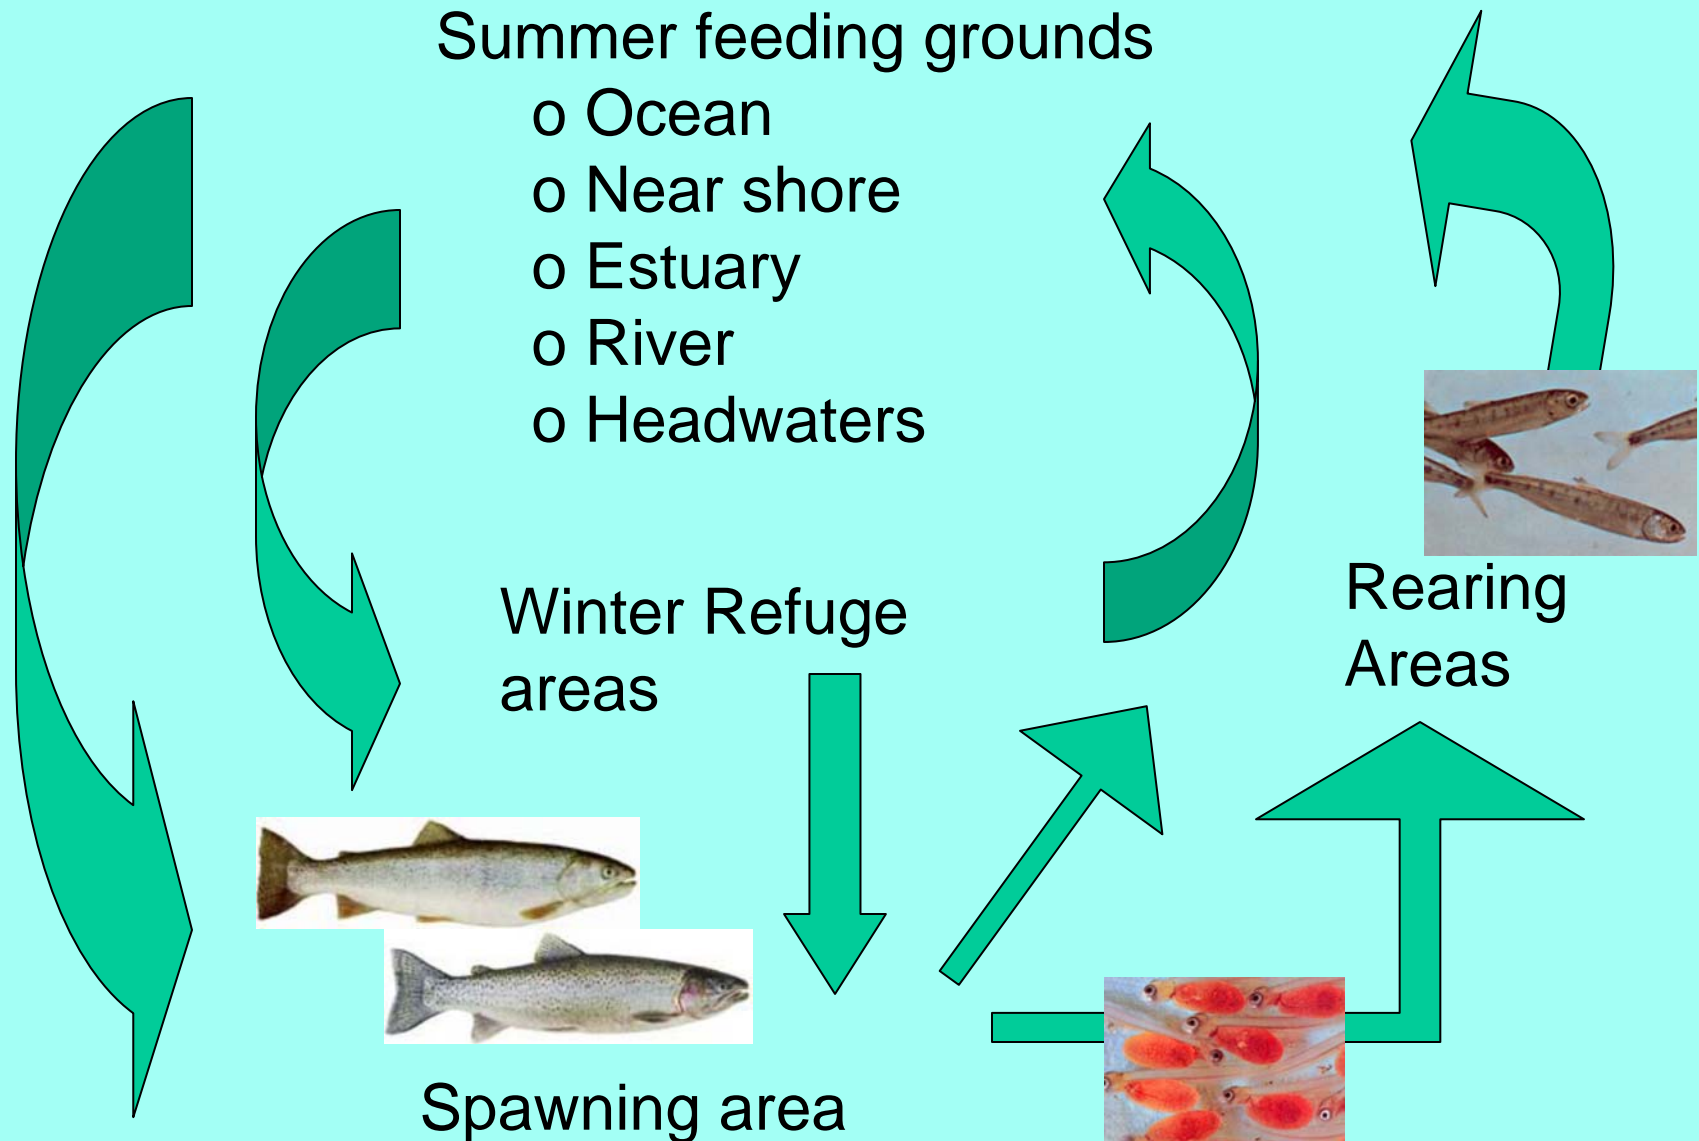 Summer feeding grounds
o Ocean
o Near shore
o Estuary
o River
o Headwaters
Winter Refuge
areas
Rearing
Areas
Spawning area